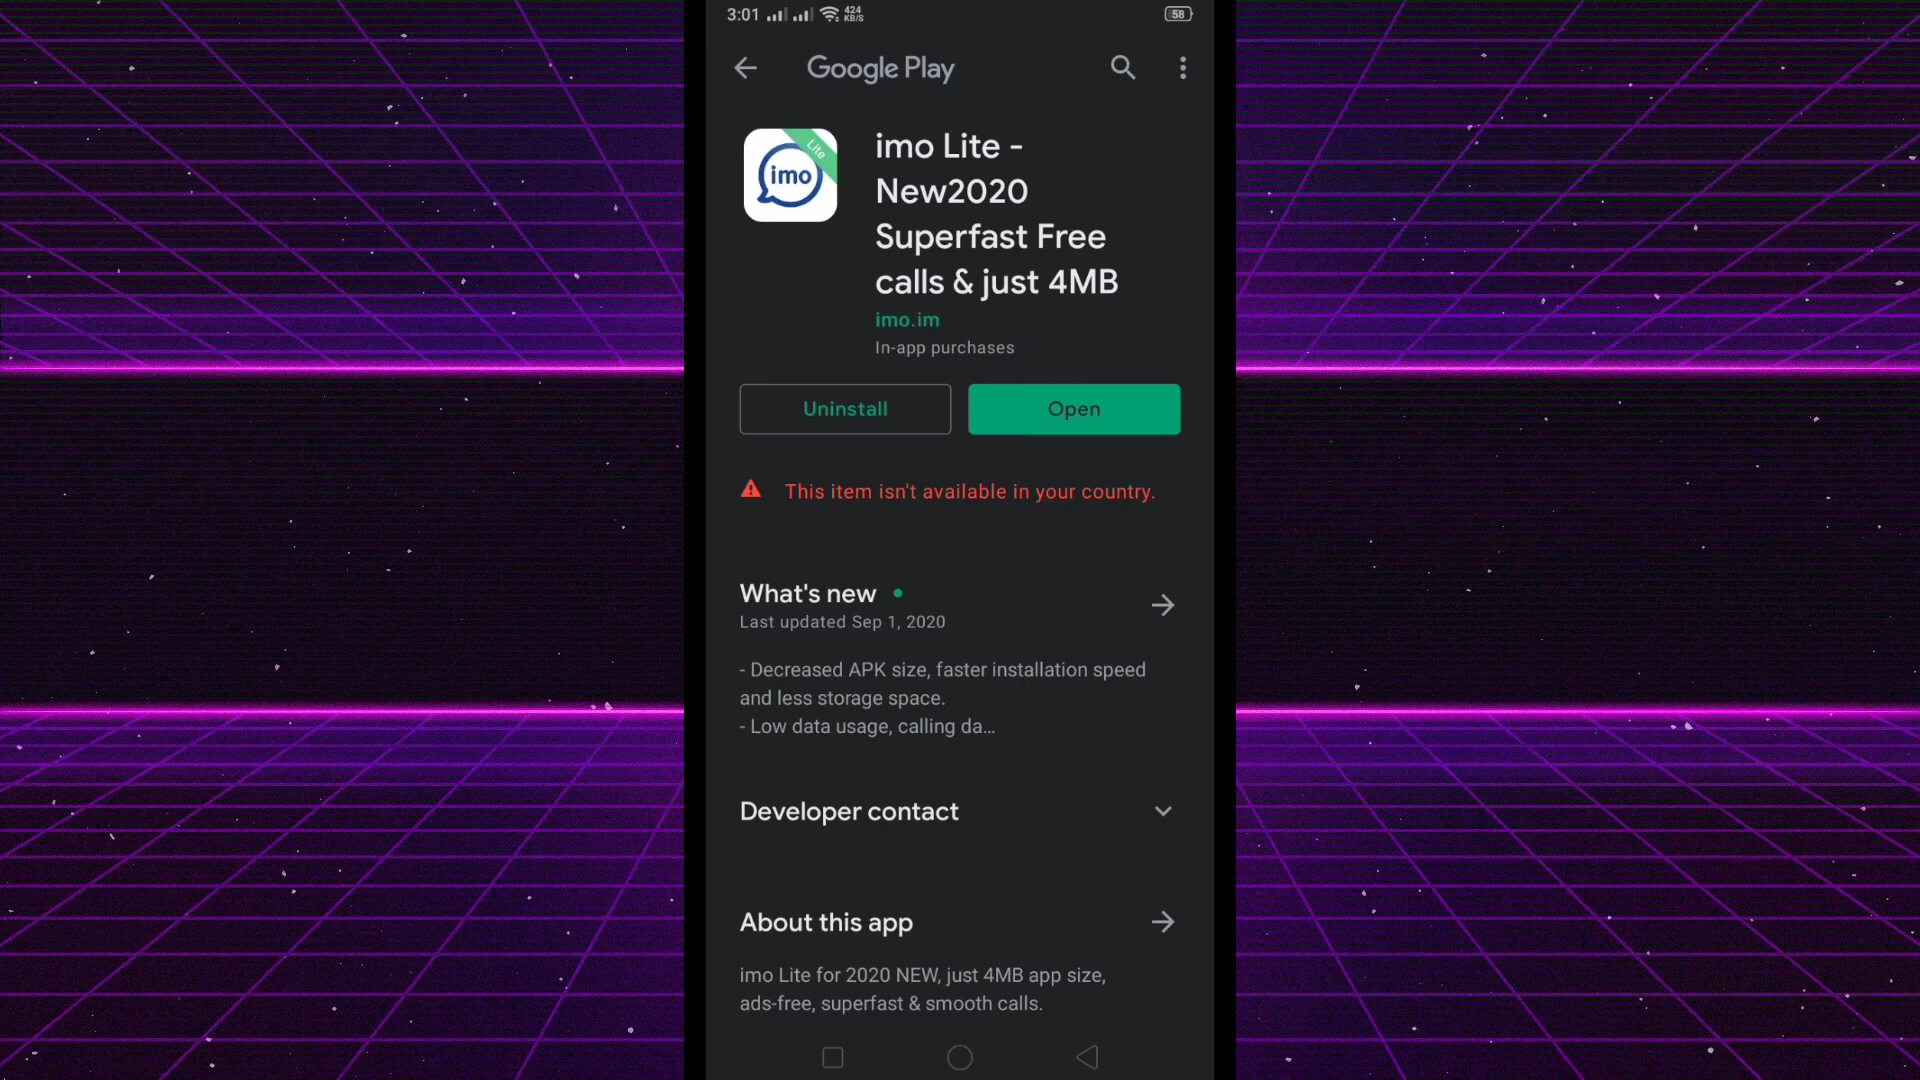 3:01 424 KB/S 58
Google Play
Lite
imo
imo Lite -
New2020
Superfast Free
calls & just 4MB
imo.im
In-app purchases
Uninstall Open
This item isn't available in your country.
What's new
Last updated Sep 1, 2020
- Decreased APK size, faster installation speed
and less storage space.
- Low data usage, calling da...
Developer contact
About this app
imo Lite for 2020 NEW, just 4MB app size,
ads-free, superfast & smooth calls.